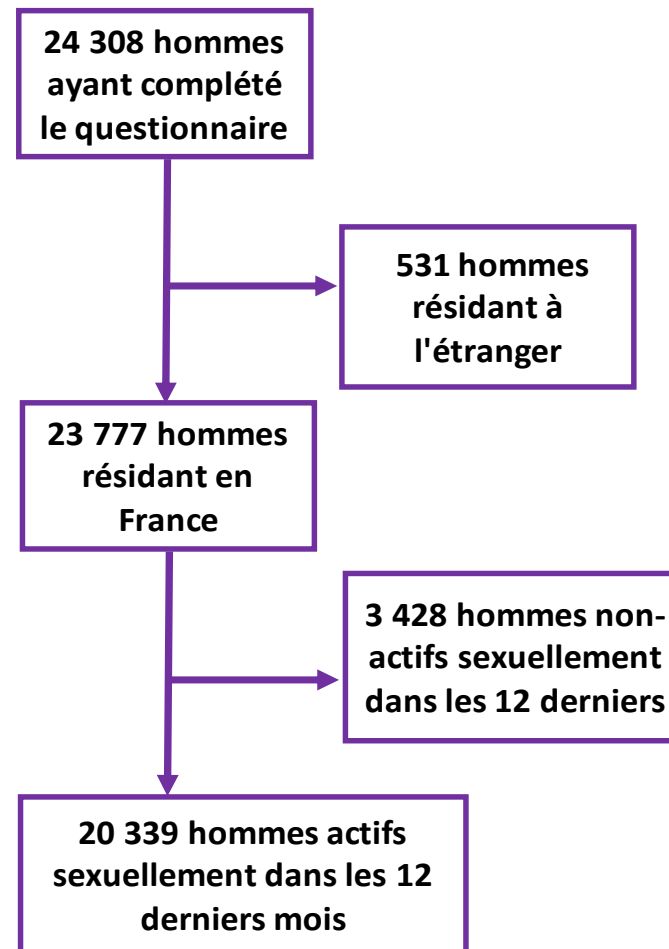 24 308 hommes
ayant complété
le questionnaire
531 hommes
résidant à
l'étranger
23 777 hommes
résidant en
France
3 428 hommes non-
actifs sexuellement
dans les 12 derniers
20 339 hommes actifs
sexuellement dans les 12
derniers mois